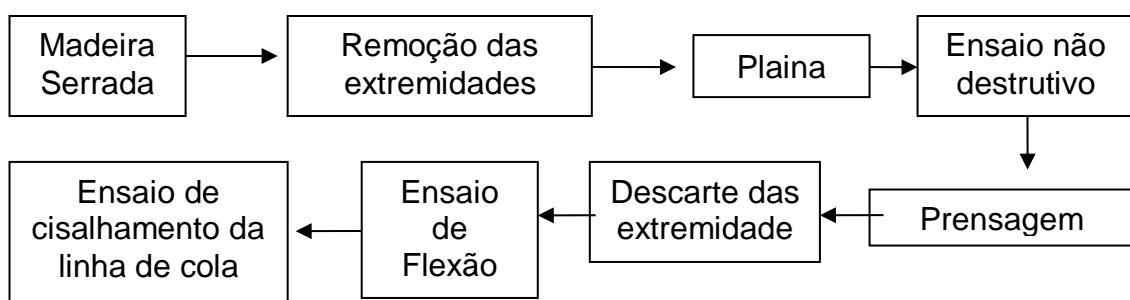 Madeira
Serrada
Remoção das
extremidades
Plaina
Ensaio não
destrutivo
Prensagem
Descarte das
extremidade
Ensaio
de
Flexão
Ensaio de
cisalhamento da
linha de cola